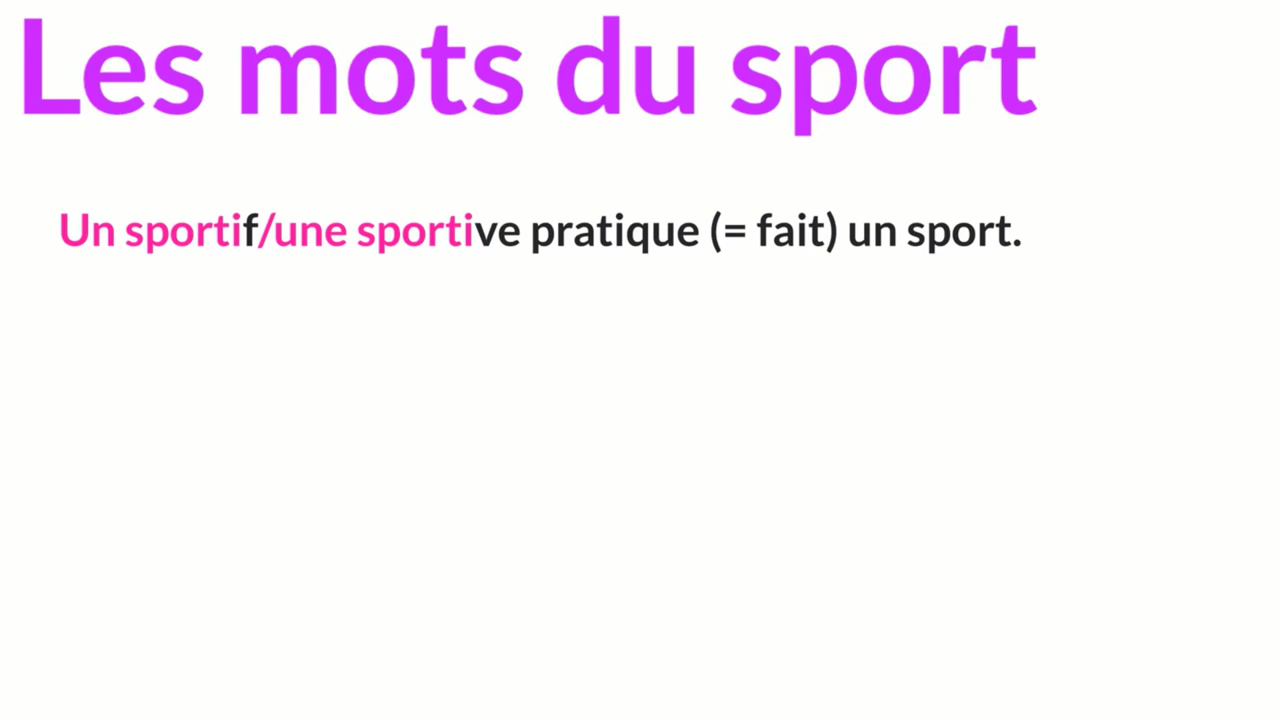 Les mots du sport
Un sportif/une sportive pratique (= fait) un sport.